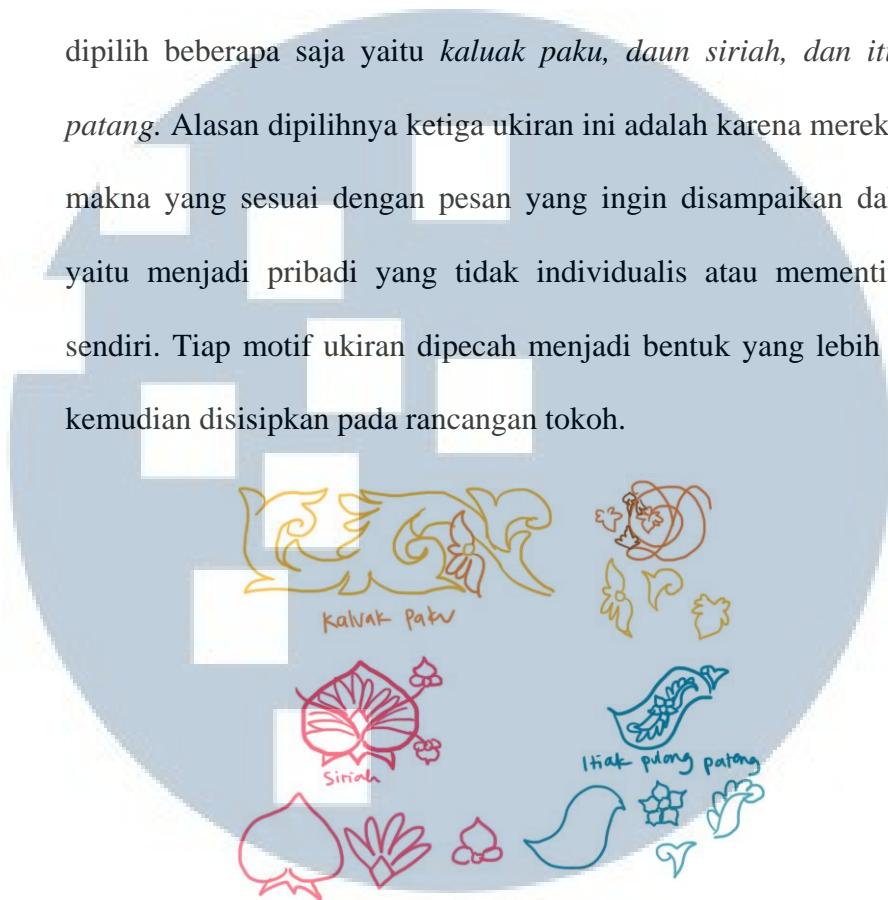 dipilih beberapa saja yaitu kaluak paku, daun siriah, dan iti
patang. Alasan dipilihnya ketiga ukiran ini adalah karena merek
makna yang sesuai dengan pesan yang ingin disampaikan da
yaitu menjadi pribadi yang tidak individualis atau mementi
sendiri. Tiap motif ukiran dipecah menjadi bentuk yang lebih
kemudian disisipkan pada rancangan tokoh.
Kaluak Paku
Siriah
Itiak pulang patang